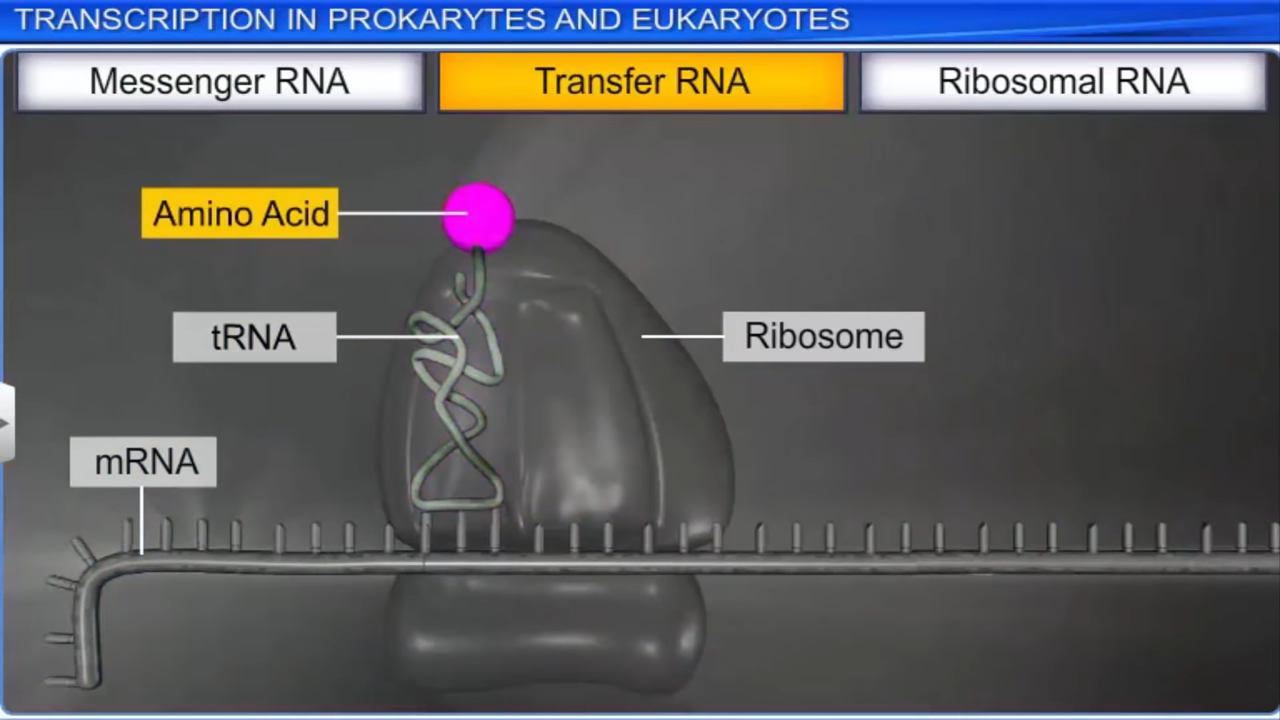 TRANSCRIPTION IN PROKARYTES AND EUKARYOTES
Messenger RNA
Transfer RNA
Ribosomal RNA
Amino Acid
tRNA
Ribosome
mRNA